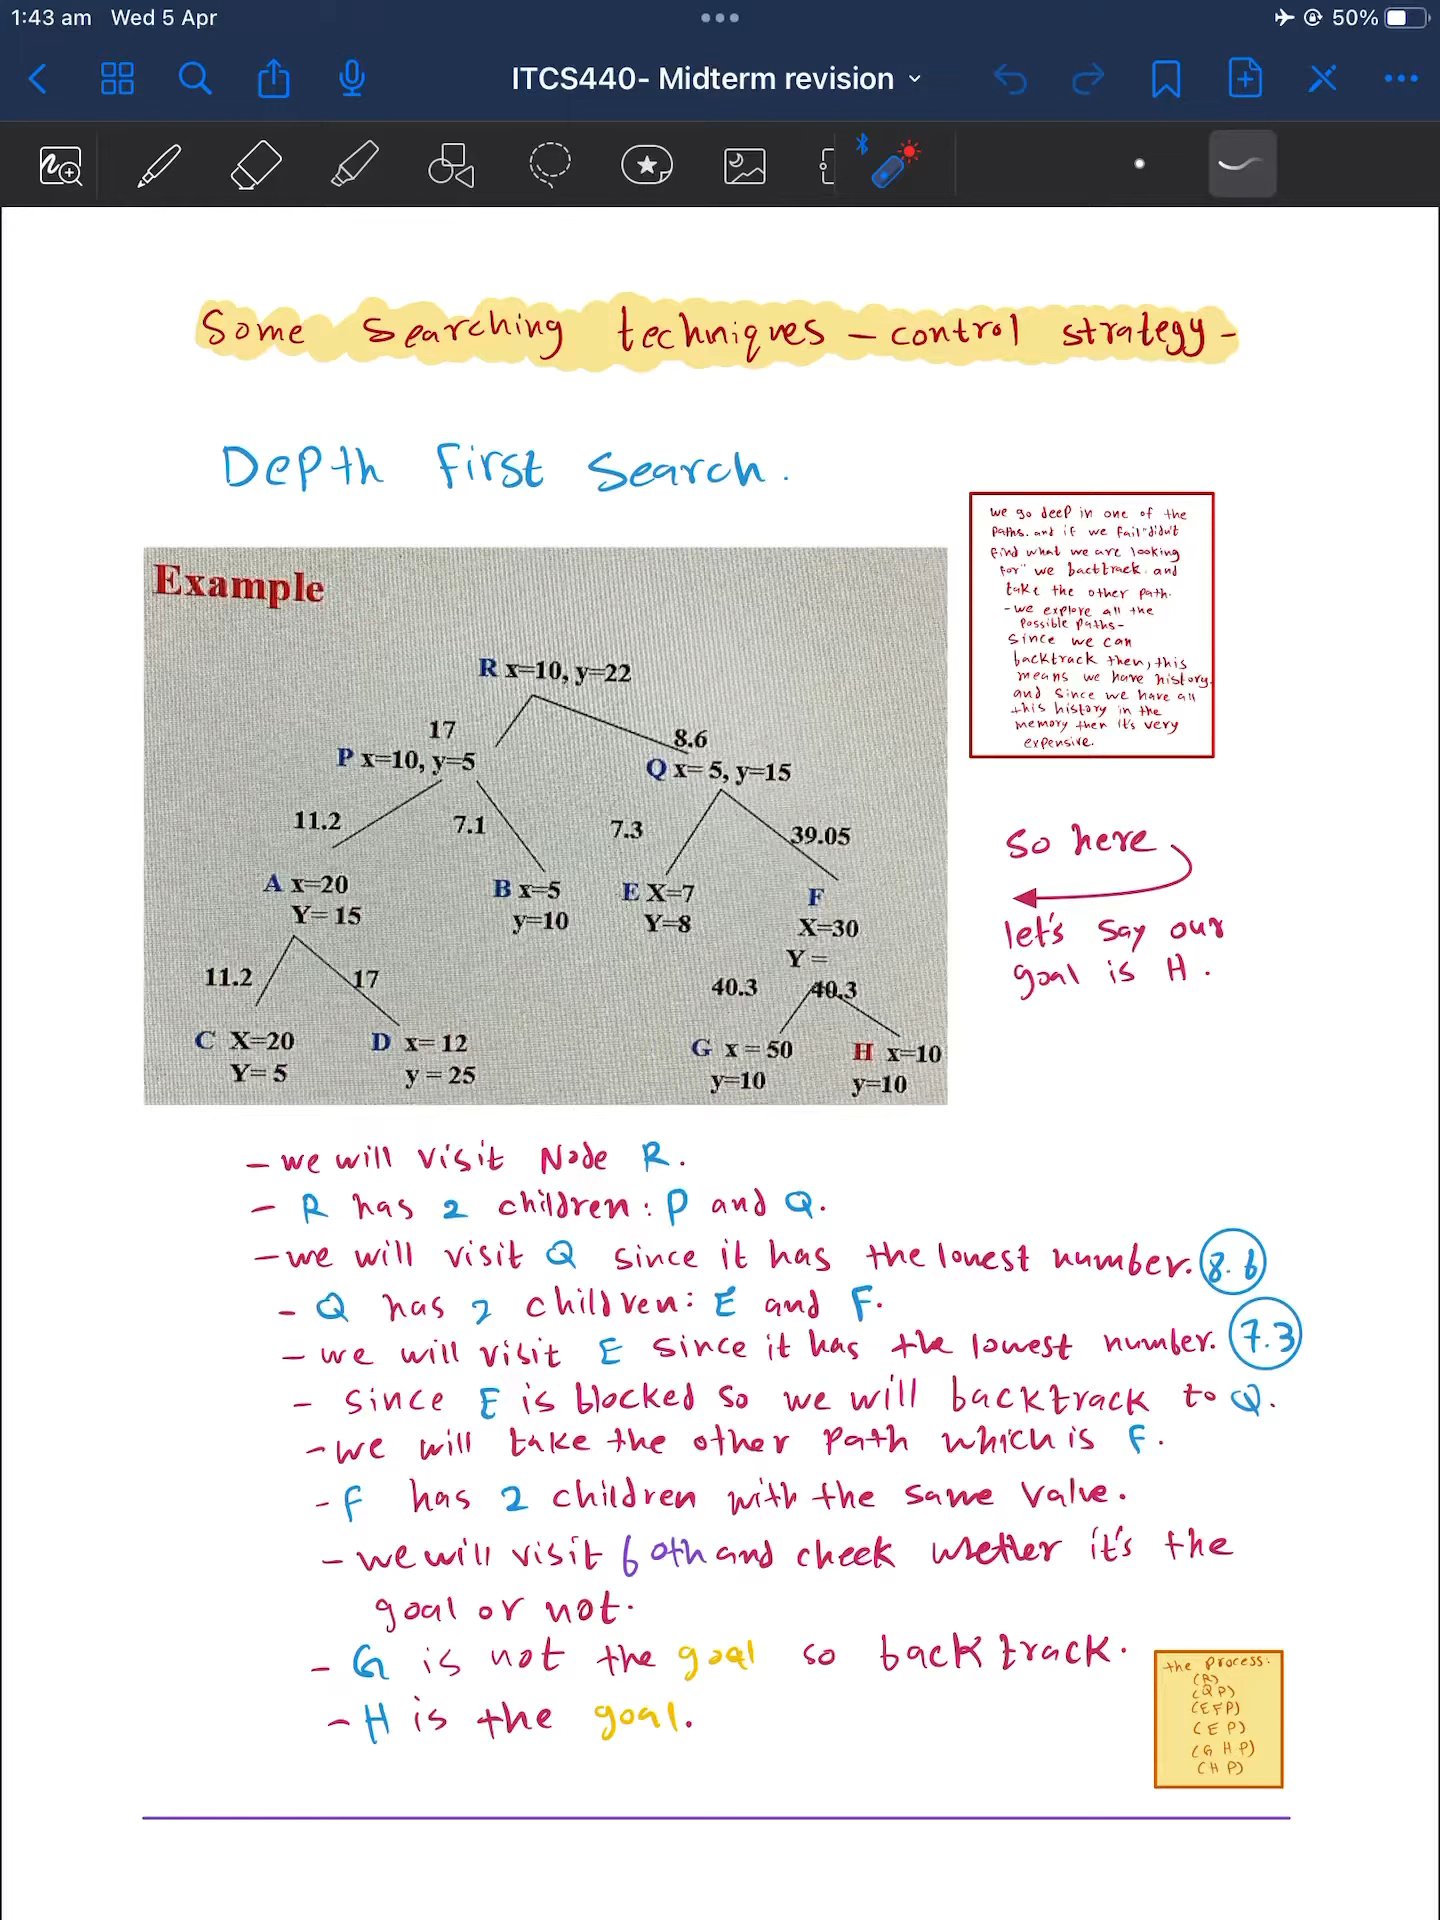 1:43 am Wed 5 Apr
50%
ITCS440- Midterm revision
Some searching techniques - control strategy -
Depth first search.
we go deep in one of the
paths. and if we fail "didn't
find what we are looking
for" we bacttrack. and
take the other path.
- we explore all the
possible paths -
since we can
backtrack then, this
means we have history.
and since we have all
this history in the
memory then it's very
expensive.
Example
R x=10, y=22
17
8.6
P x=10, y=5
Q x= 5, y=15
11.2
7.1
7.3
39.05
A x=20
Y= 15
B x=5
y=10
E X=7
Y=8
F
X=30
Y =
11.2
17
40.3
40.3
C X=20
Y= 5
D x= 12
y = 25
G x = 50
y=10
H x=10
y=10
so here
let's say our
goal is H.
- we will visit Node R.
- R has 2 children: P and Q.
- we will visit Q since it has the lowest number. 8.6
- Q has 2 children: E and F.
- we will visit E since it has the lowest number. 7.3
- since E is blocked so we will backtrack to Q.
- we will take the other path which is F.
- F has 2 children with the same value.
- we will visit both and cheek whether it's the
goal or not.
- G is not the goal so backtrack.
- H is the goal.
the process:
(R)
(Q P)
(E F P)
(E P)
(G H P)
(H P)